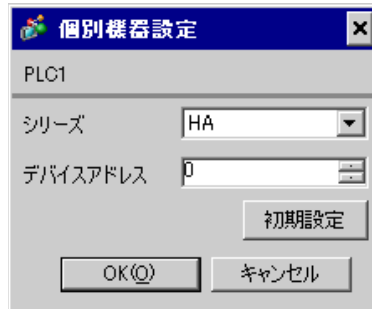 個別機器設定
PLC1
シリーズ HA
デバイスアドレス 0
初期設定
OK(O) キャンセル